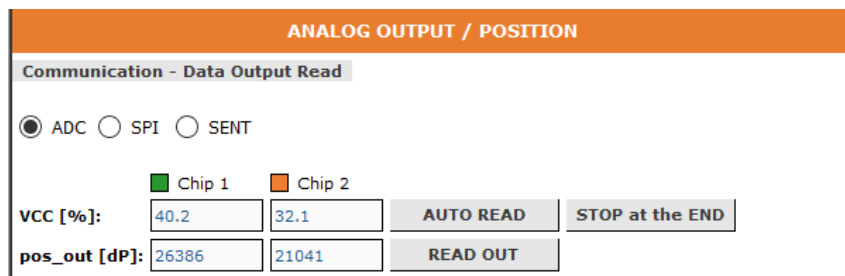 ANALOG OUTPUT / POSITION
Communication - Data Output Read
ADC SPI SENT
Chip 1 Chip 2
VCC [%]: 40.2 32.1 AUTO READ STOP at the END
pos_out [dP]: 26386 21041 READ OUT